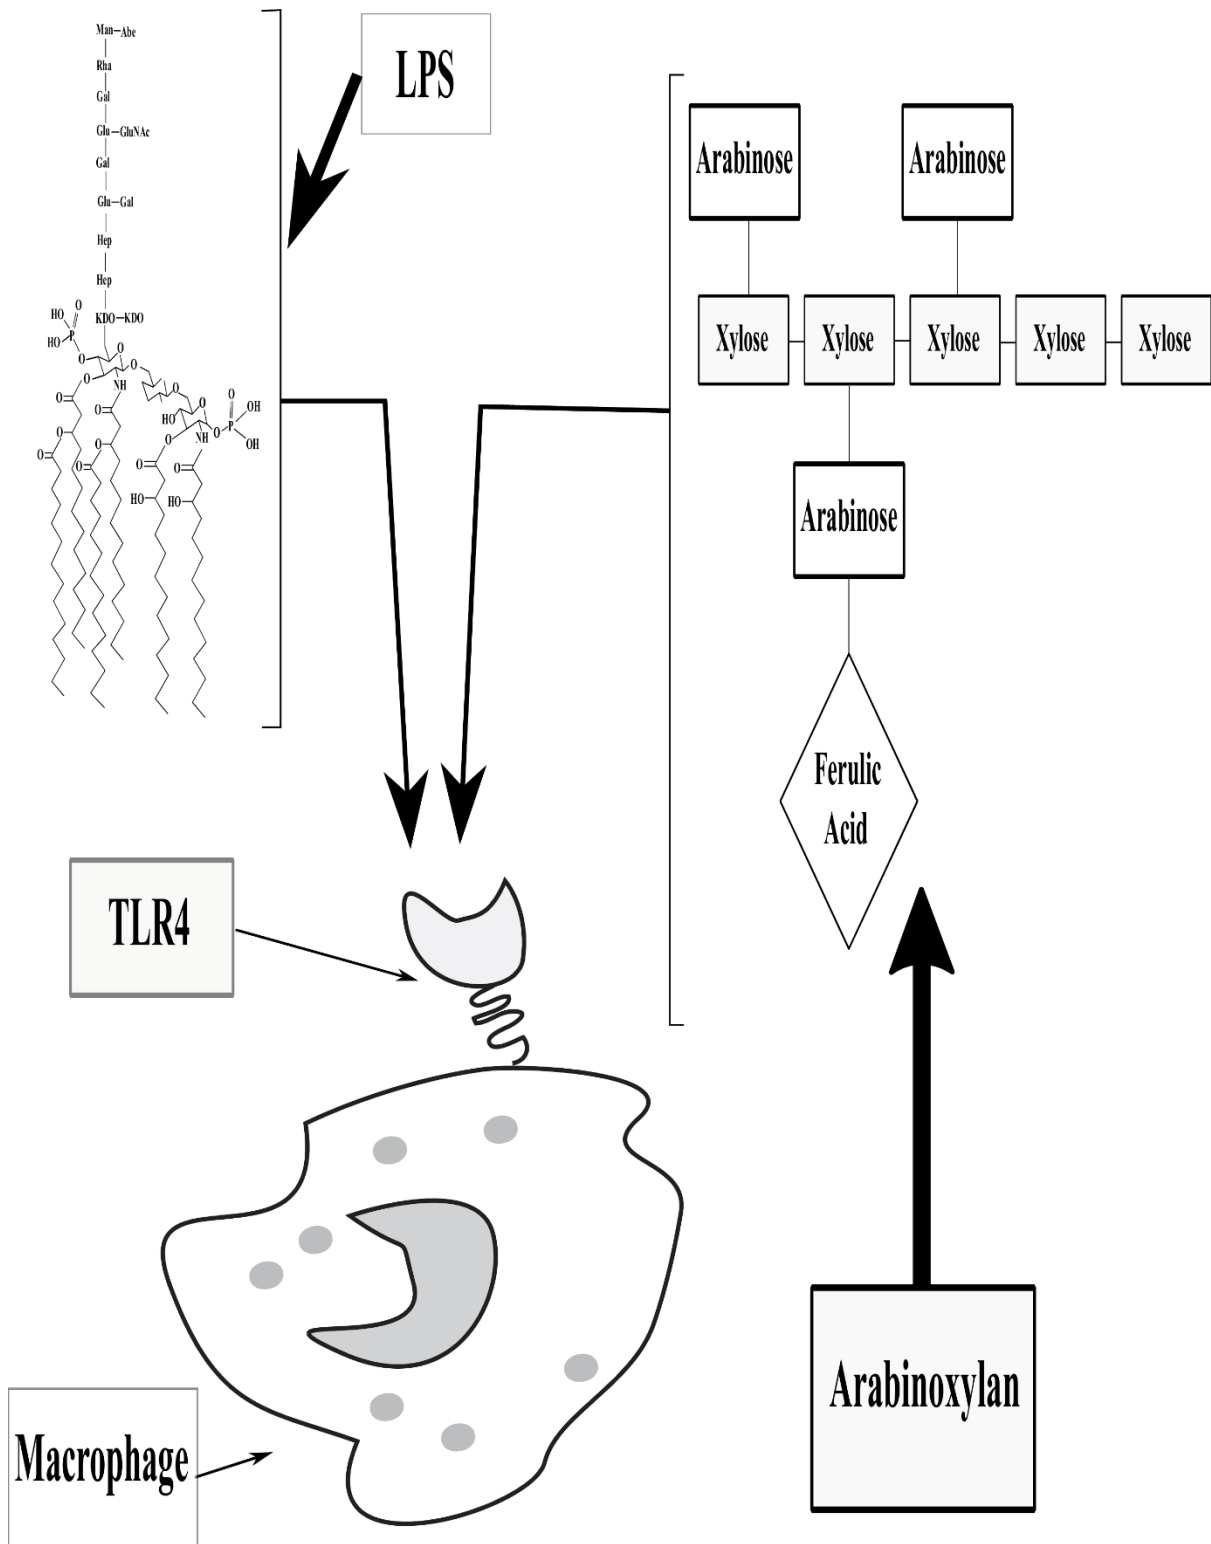 Man–Abe
Rha
Gal
Glu–GluNAc
Gal
Glu–Gal
Hep
Hep
KDO–KDO
HO
O
P
HO
O
O
O
NH
O
O
O
O
O
O
O
O
O
O
HO
O
NH
O
P
O
OH
OH
O
O
HO
HO
LPS
Arabinose
Arabinose
Xylose
Xylose
Xylose
Xylose
Xylose
Arabinose
Ferulic
Acid
TLR4
Arabinoxylan
Macrophage